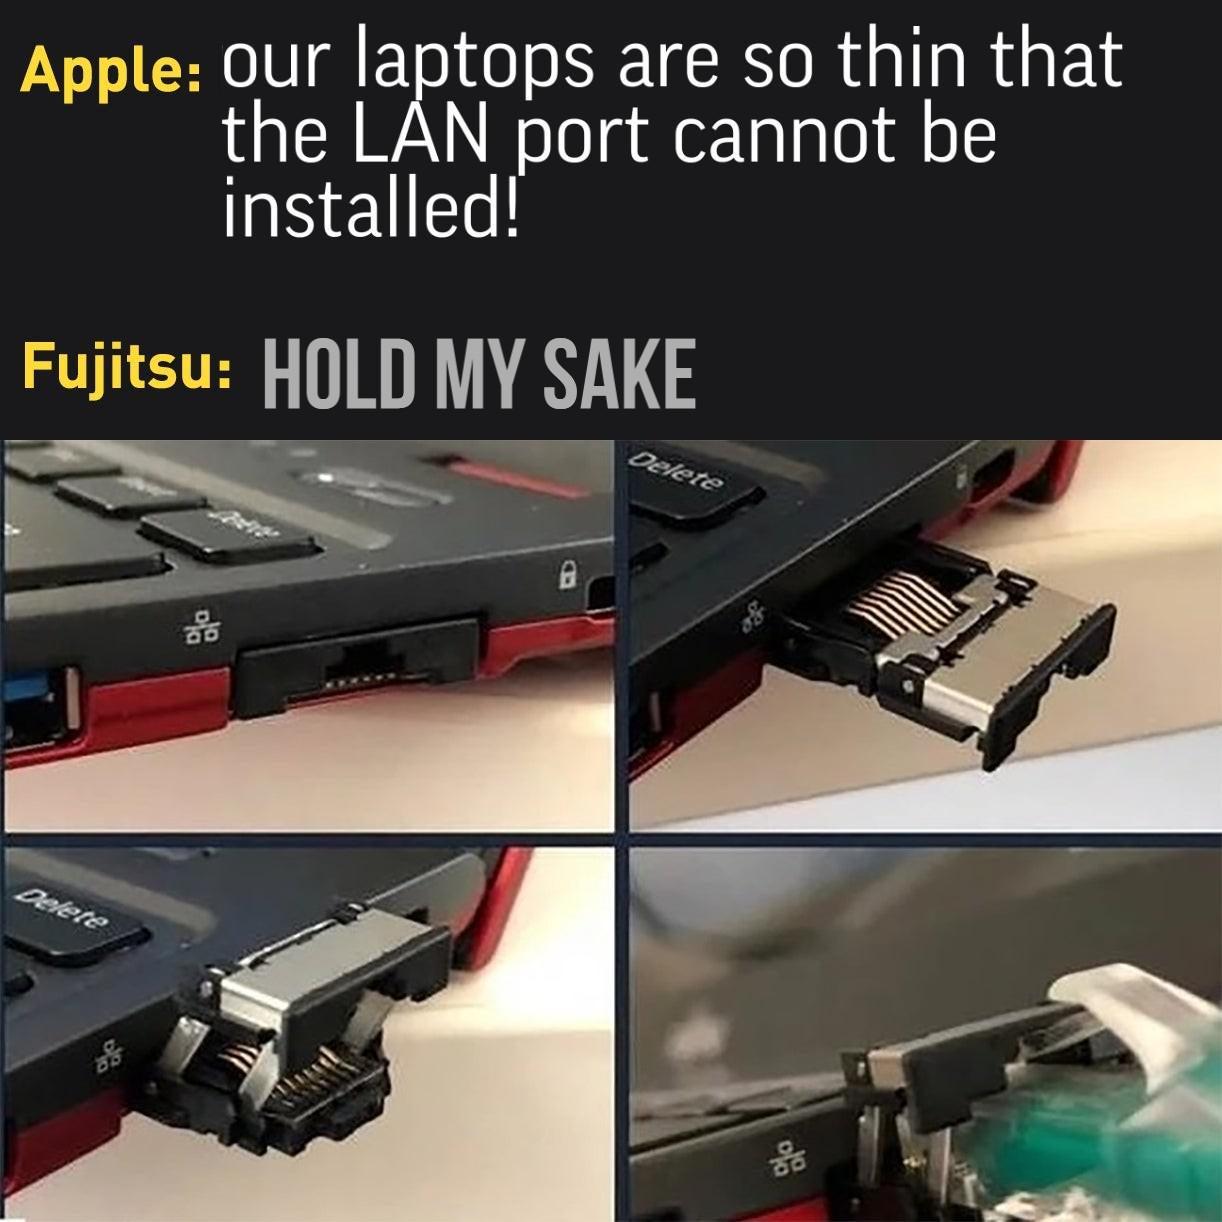 Apple: our laptops are so thin that
the LAN port cannot be
installed!
Fujitsu: HOLD MY SAKE
Delete
Delete
Delete